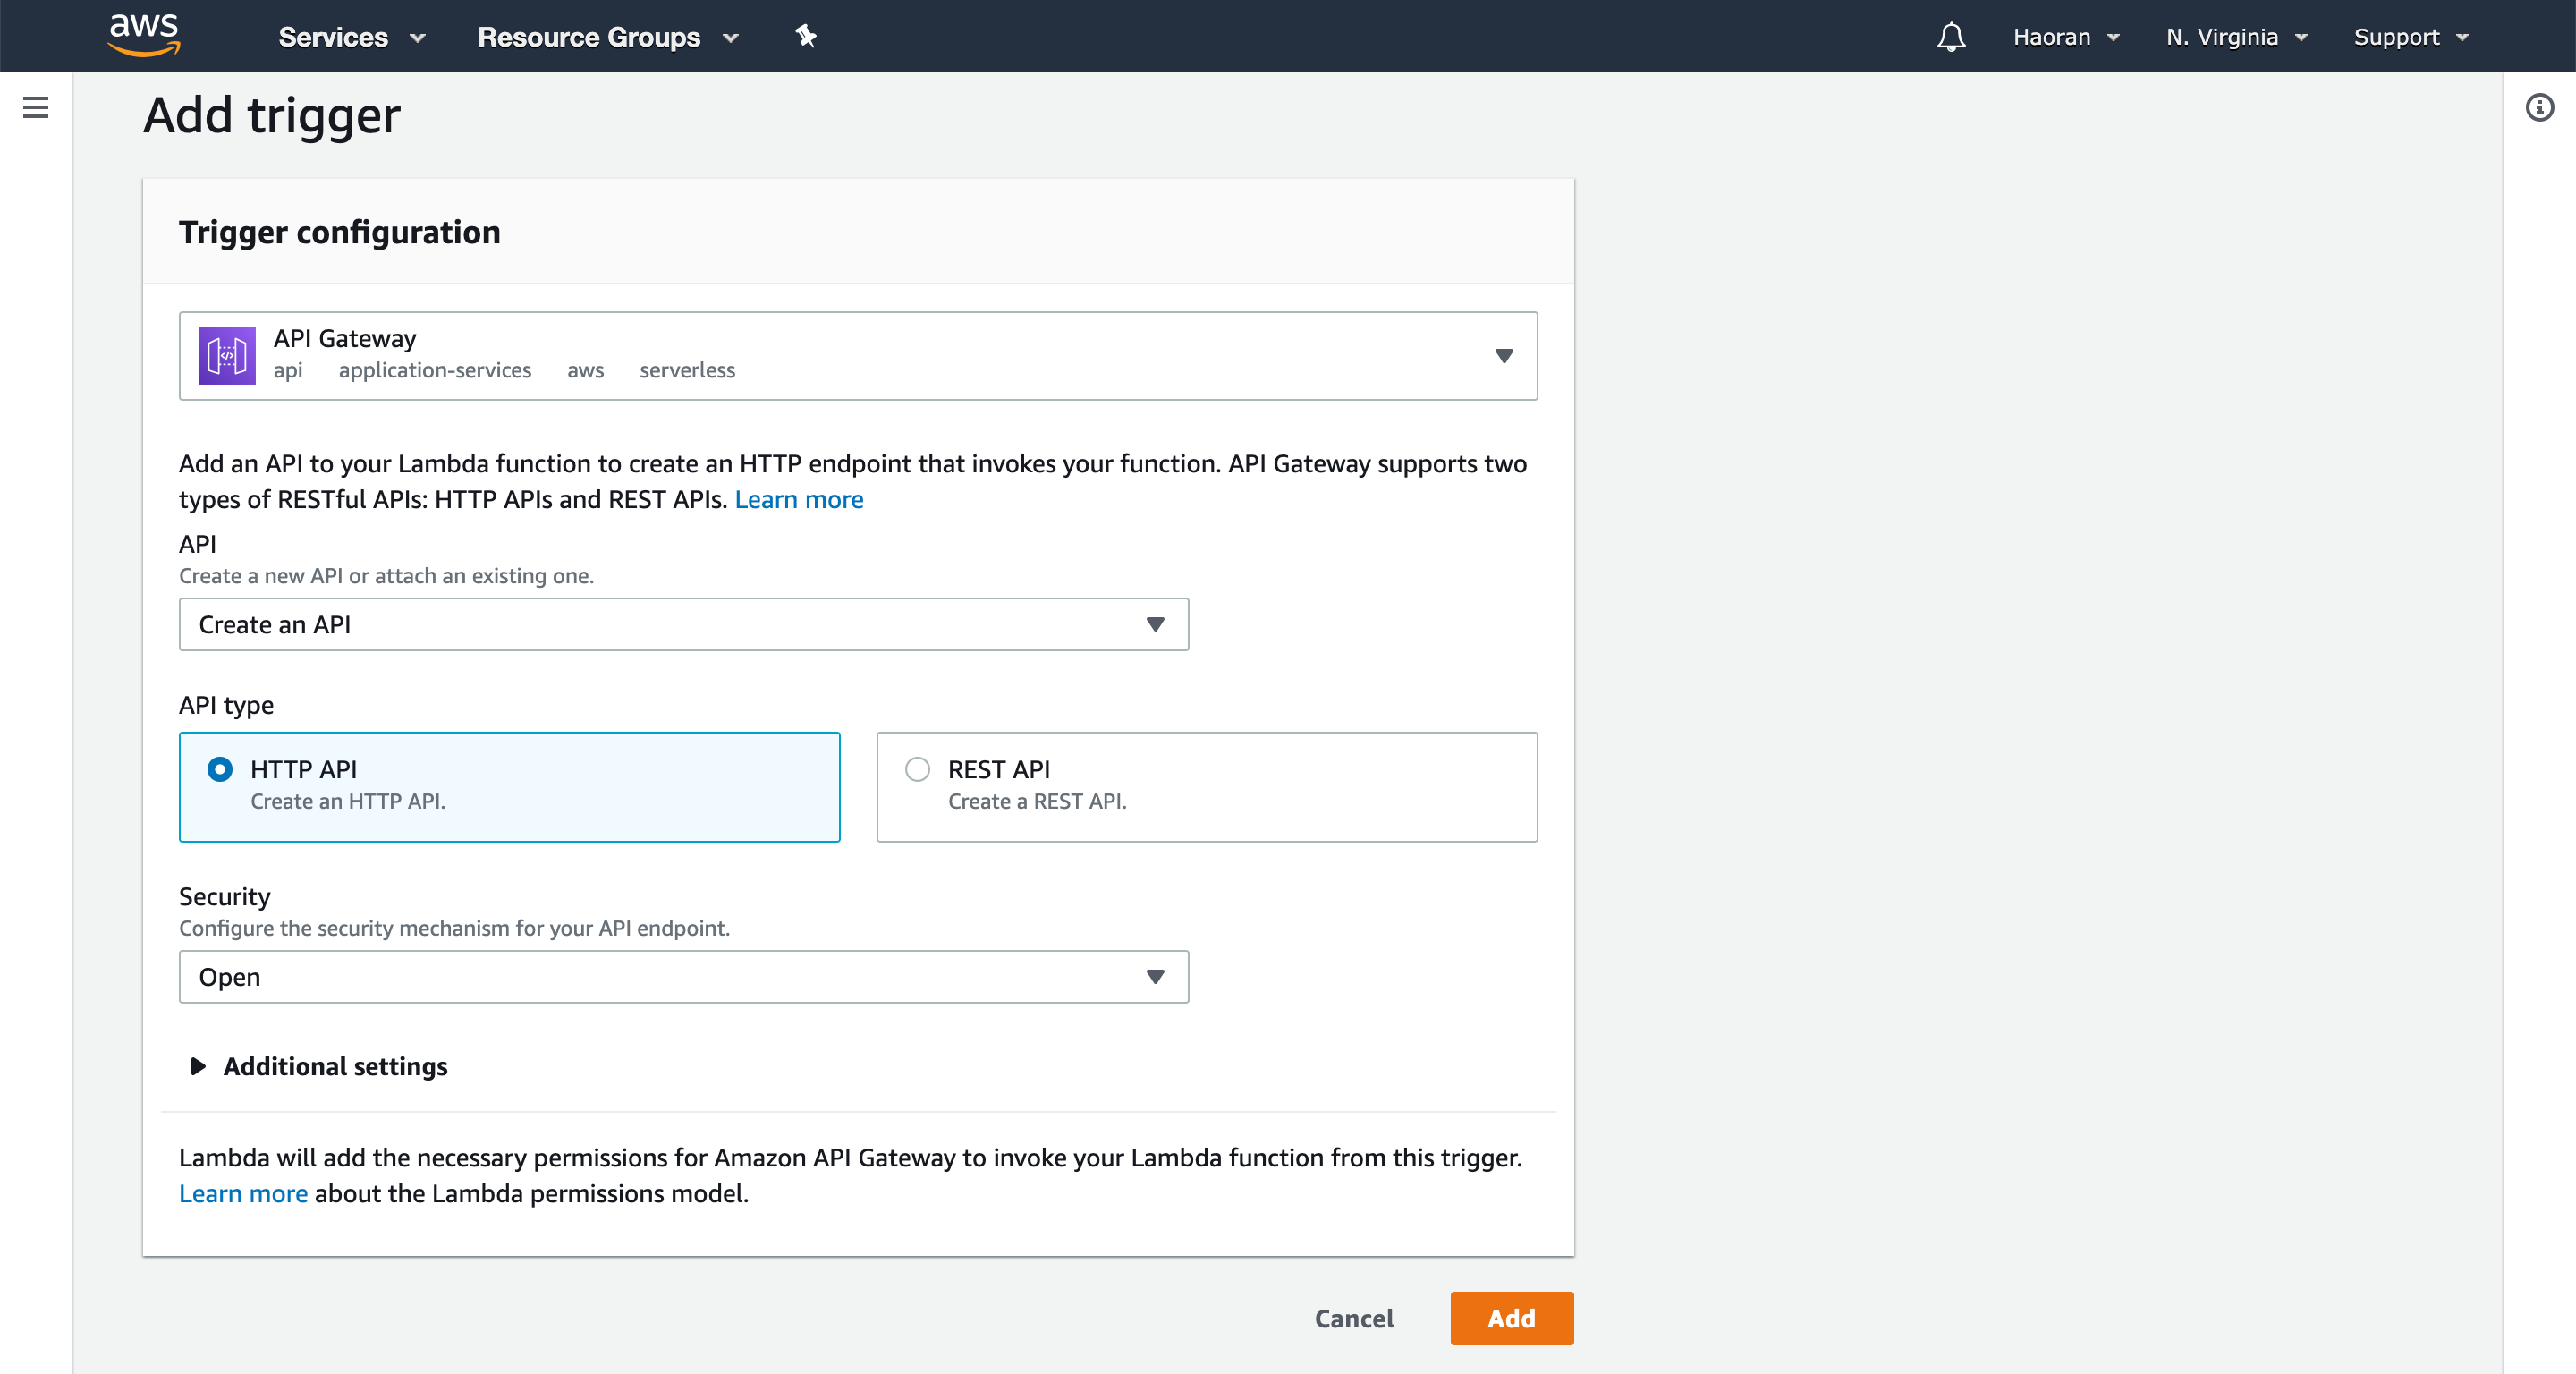 aws Services Resource Groups Haoran N. Virginia Support
Add trigger
Trigger configuration
API Gateway
api application-services aws serverless
Add an API to your Lambda function to create an HTTP endpoint that invokes your function. API Gateway supports two
types of RESTful APIs: HTTP APIs and REST APIs. Learn more
API
Create a new API or attach an existing one.
Create an API
API type
HTTP API
Create an HTTP API.
REST API
Create a REST API.
Security
Configure the security mechanism for your API endpoint.
Open
Additional settings
Lambda will add the necessary permissions for Amazon API Gateway to invoke your Lambda function from this trigger.
Learn more about the Lambda permissions model.
Cancel Add